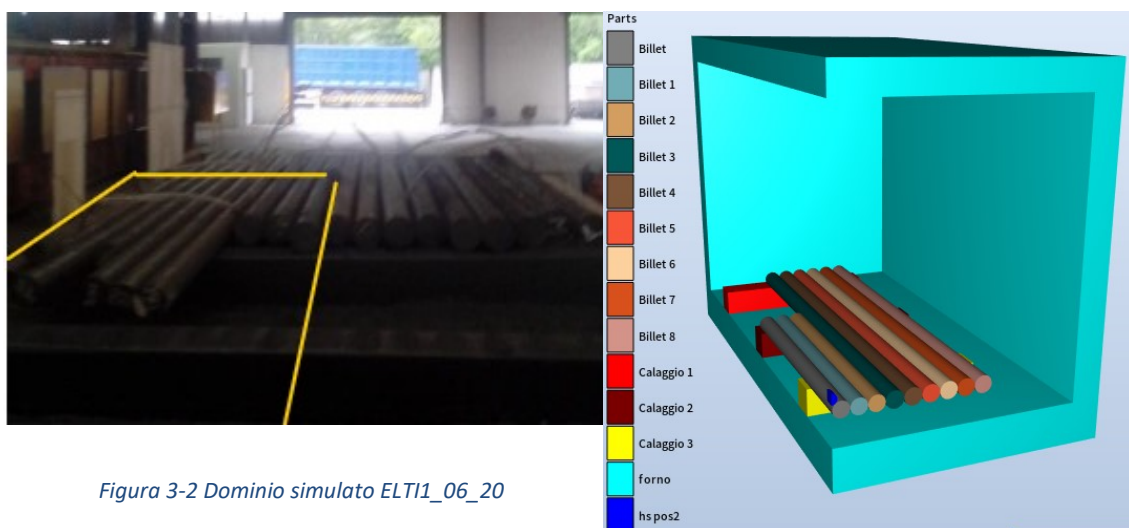 Parts
Billet
Billet 1
Billet 2
Billet 3
Billet 4
Billet 5
Billet 6
Billet 7
Billet 8
Calaggio 1
Calaggio 2
Calaggio 3
forno
hs pos2
Figura 3-2 Dominio simulato ELTI1_06_20